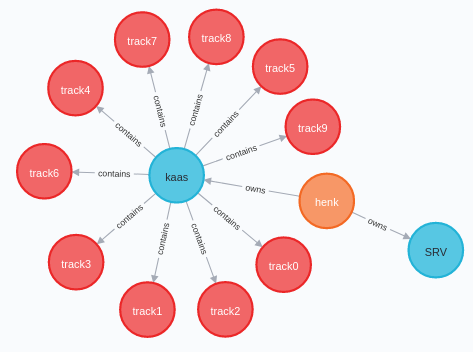 track7
track8
track5
track4
track9
contains
contains
contains
contains
contains
track6
contains
kaas
owns
henk
contains
contains
owns
contains
contains
track3
track0
SRV
track1
track2